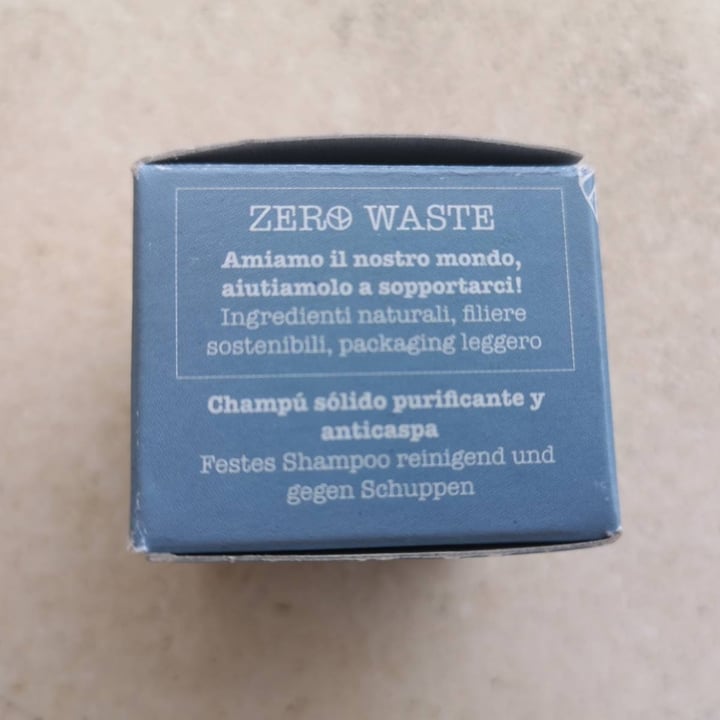 ZERO WASTE
Amiamo il nostro mondo,
aiutiamolo a sopportarci!
Ingredienti naturali, filiere
sostenibili, packaging leggero
Champú sólido purificante y
anticaspa
Festes Shampoo reinigend und
gegen Schuppen